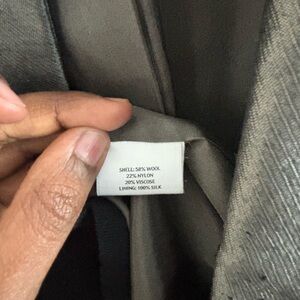 SHELL: 58% WOOL
22% NYLON
20% VISCOSE
LINING: 100% SILK